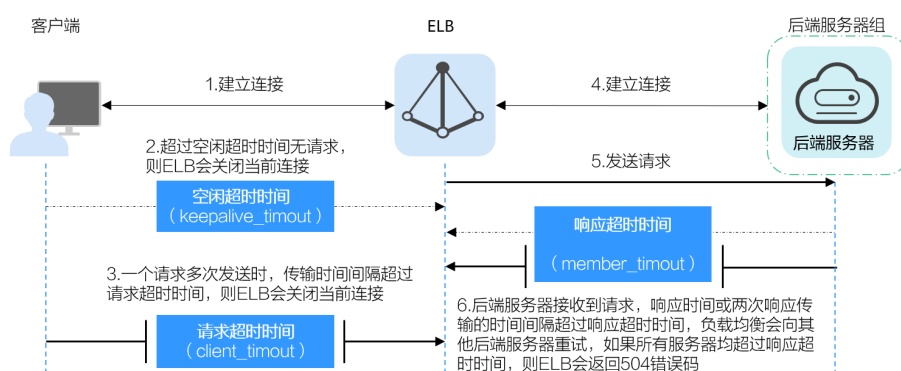 客户端
ELB
后端服务器组
1.建立连接
4.建立连接
后端服务器
2.超过空闲超时时间无请求，
则ELB会关闭当前连接
5.发送请求
空闲超时时间
（keepalive_timout）
响应超时时间
（member_timout）
3.一个请求多次发送时，传输时间间隔超过
请求超时时间，则ELB会关闭当前连接
请求超时时间
（client_timout）
6.后端服务器接收到请求，响应时间或两次响应传
输的时间间隔超过响应超时时间，负载均衡会向其
他后端服务器重试，如果所有服务器均超过响应超
时时间，则ELB会返回504错误码